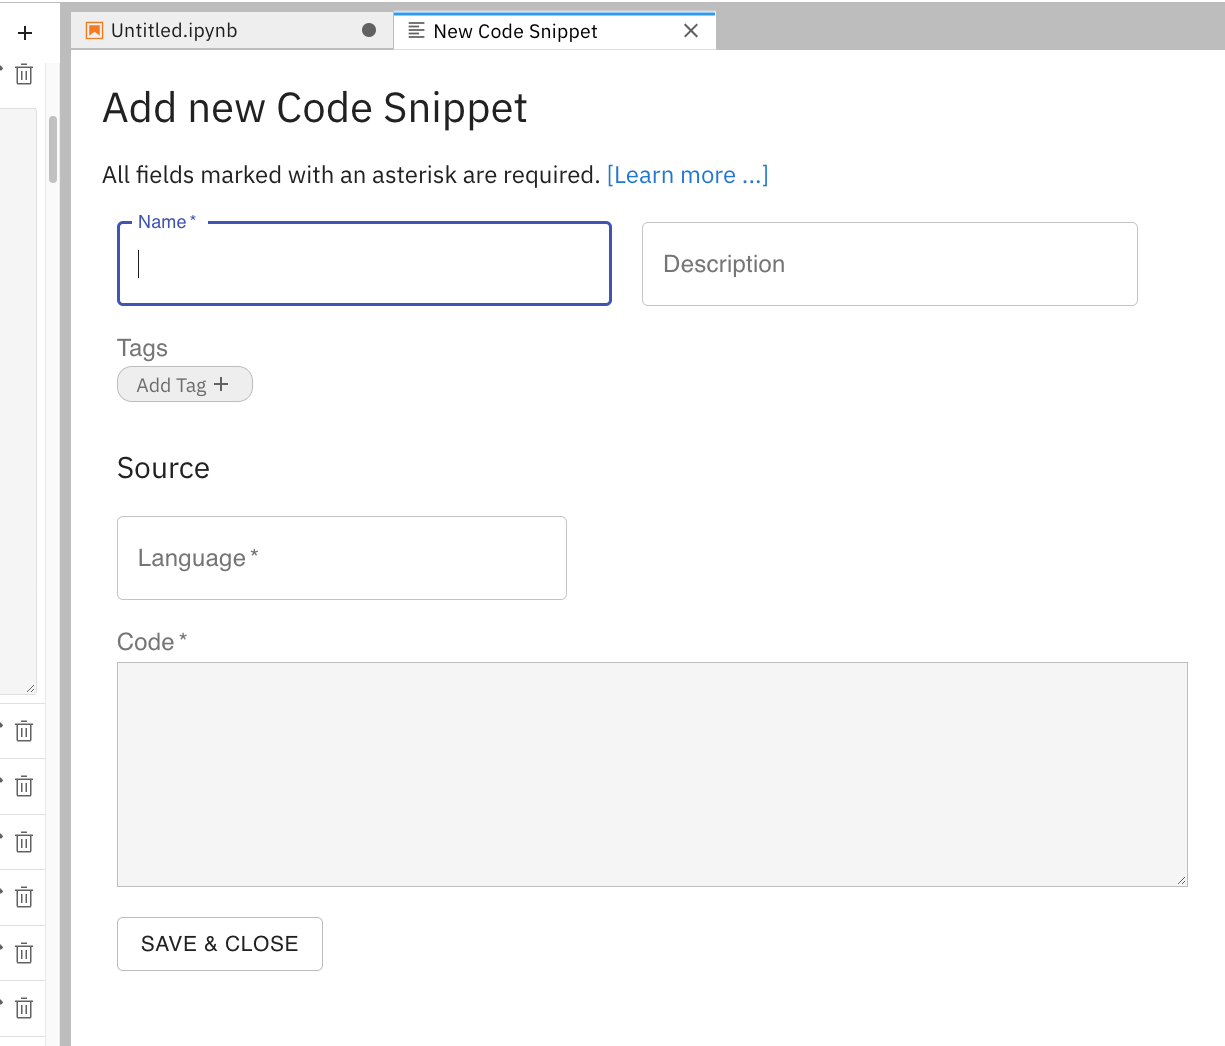 Untitled.ipynb
New Code Snippet
Add new Code Snippet
All fields marked with an asterisk are required. [Learn more ...]
Name *
Description
Tags
Add Tag +
Source
Language *
Code *
SAVE & CLOSE